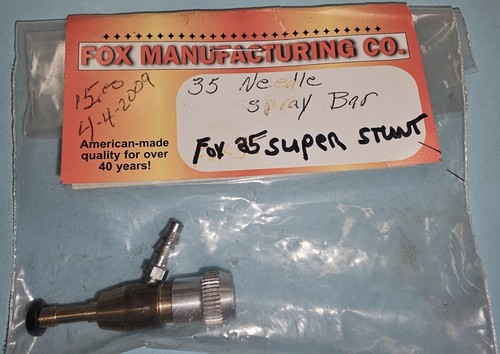 FOX MANUFACTURING CO.
15.00
4-4-2009
American-made
quality for over
40 years!
35 Needle
Spray Bar
Fox 35 SUPER STUNT